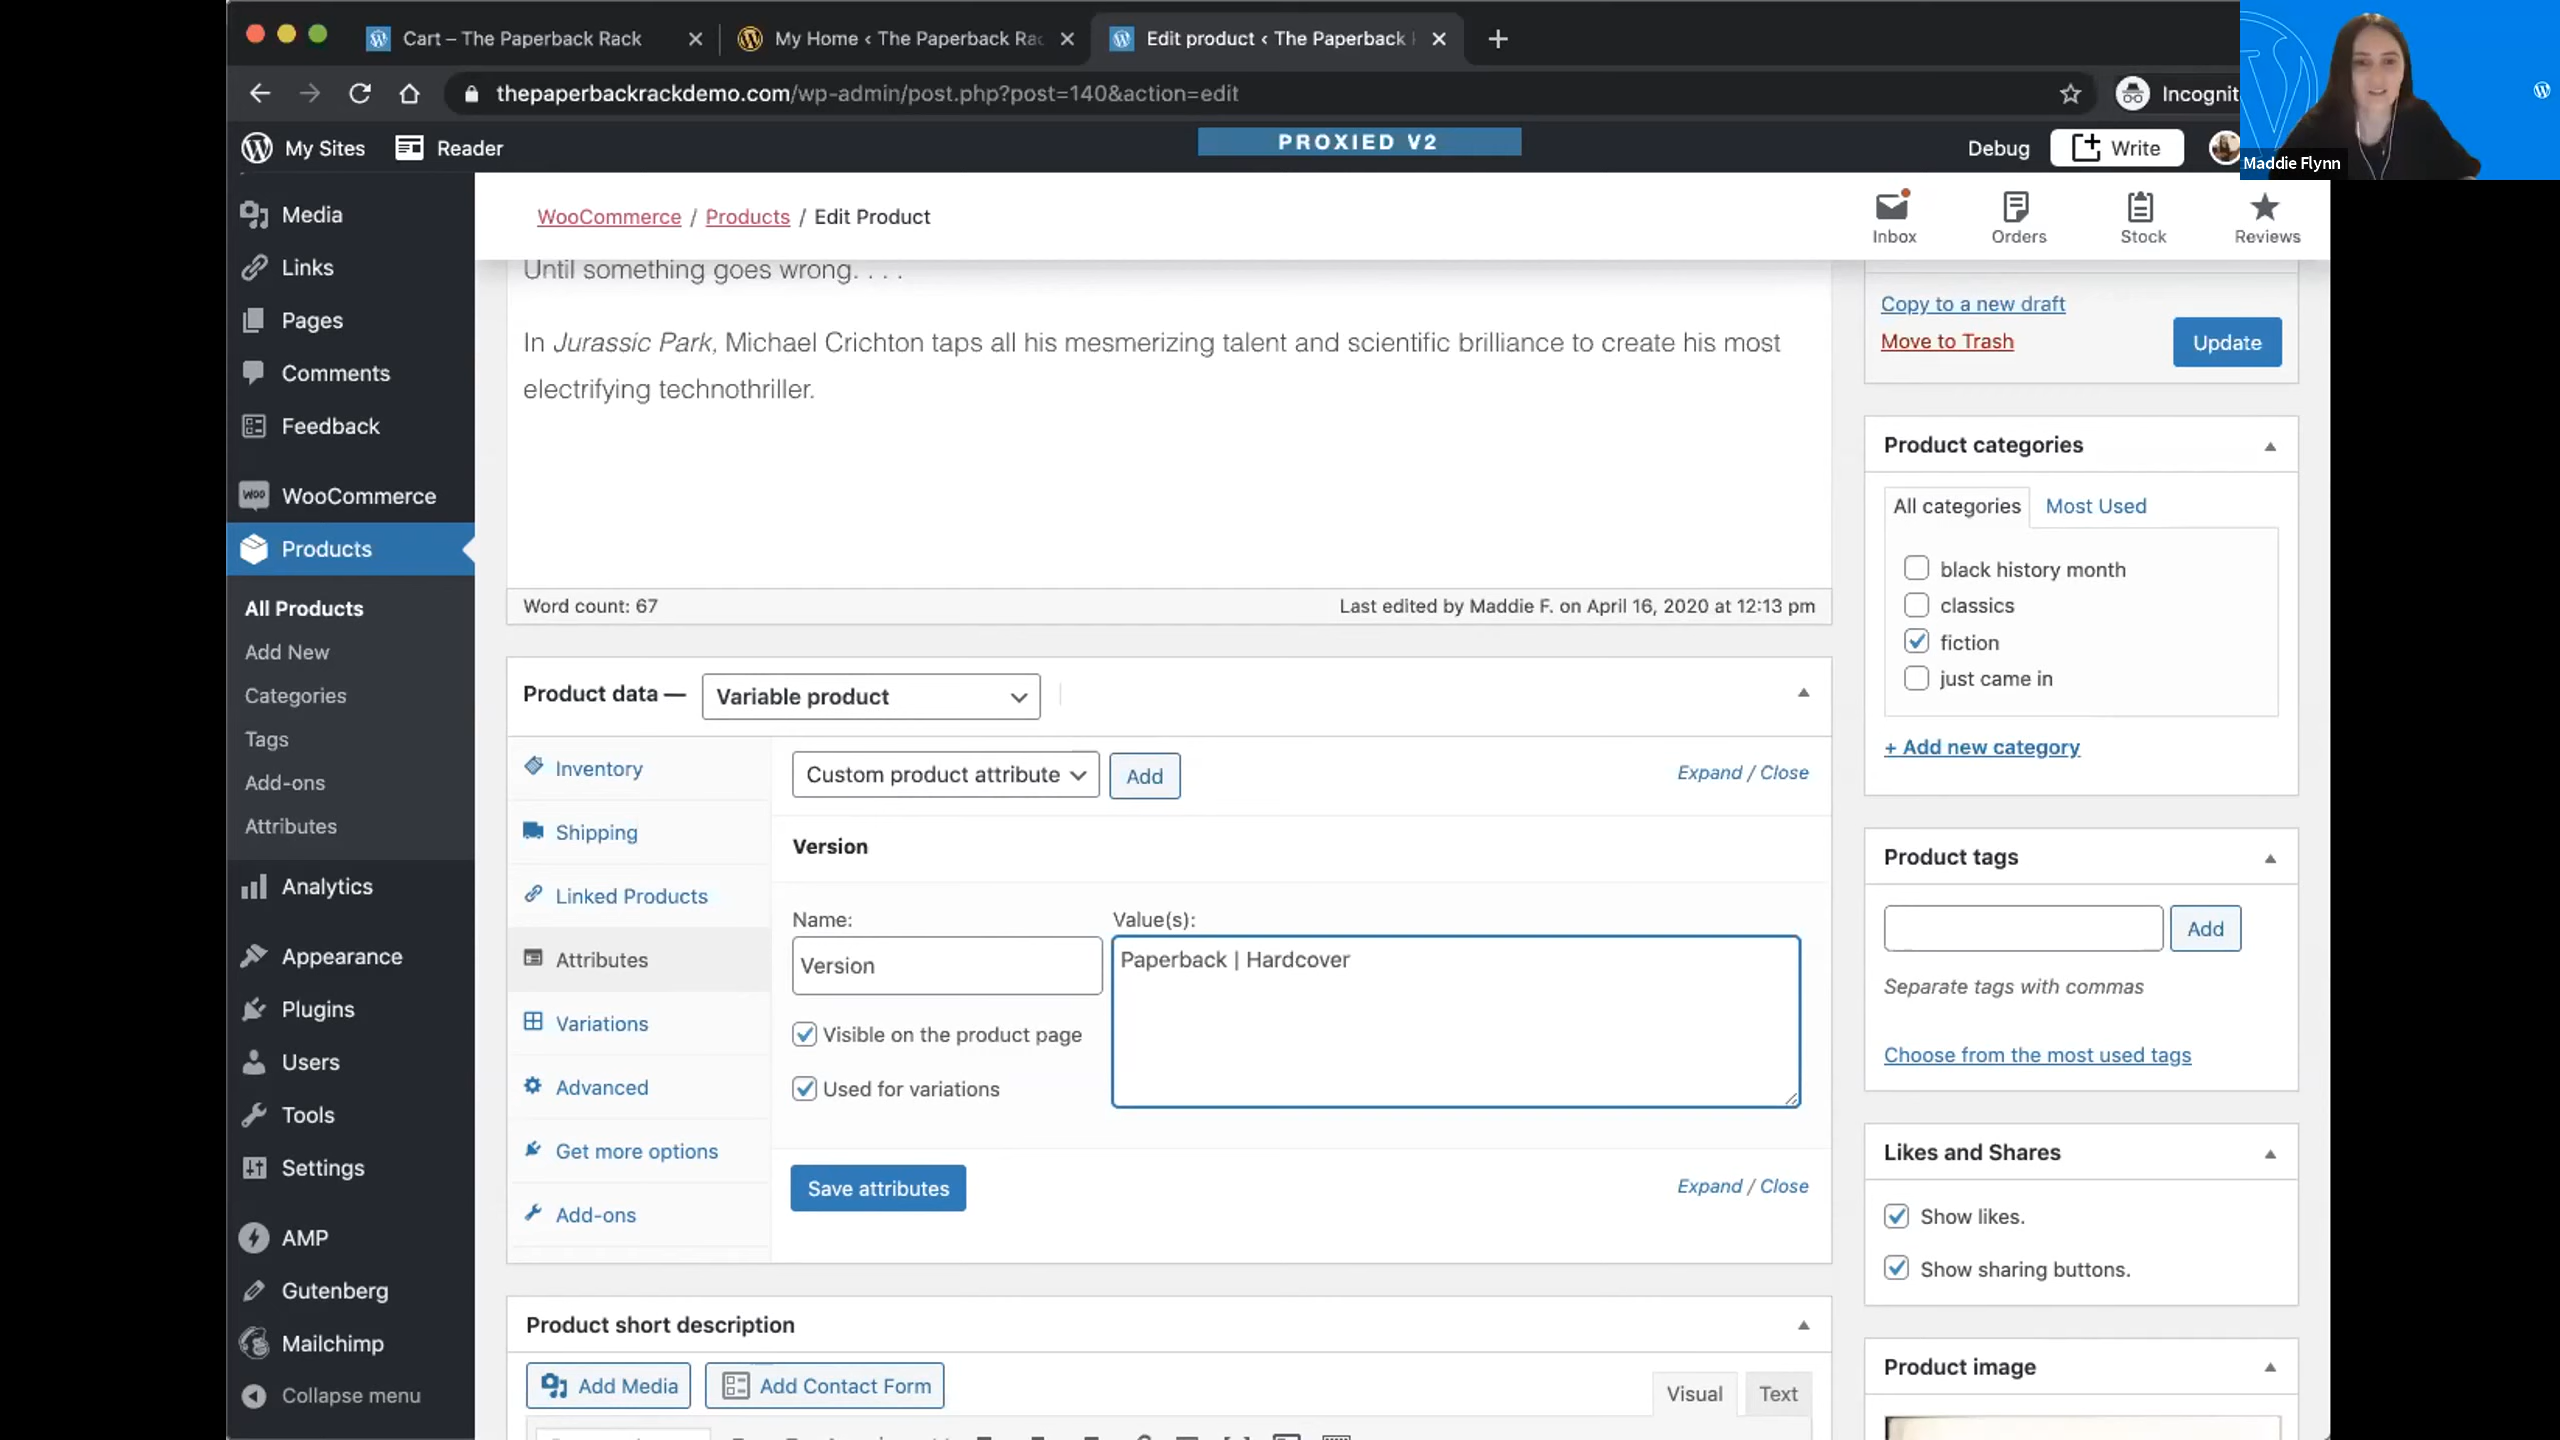 Cart – The Paperback Rack
My Home ‹ The Paperback Rac
Edit product ‹ The Paperback
thepaperbackrackdemo.com/wp-admin/post.php?post=140&action=edit
Incognit
Maddie Flynn
My Sites
Reader
PROXIED V2
Debug
Write
Media
Links
Pages
Comments
Feedback
WooCommerce
Products
All Products
Add New
Categories
Tags
Add-ons
Attributes
Analytics
Appearance
Plugins
Users
Tools
Settings
AMP
Gutenberg
Mailchimp
Collapse menu
WooCommerce / Products / Edit Product
Inbox
Orders
Stock
Reviews
Until something goes wrong. . . .
In Jurassic Park, Michael Crichton taps all his mesmerizing talent and scientific brilliance to create his most
electrifying technothriller.
Word count: 67
Last edited by Maddie F. on April 16, 2020 at 12:13 pm
Product data — Variable product
Inventory
Shipping
Linked Products
Attributes
Variations
Advanced
Get more options
Add-ons
Custom product attribute
Add
Expand / Close
Version
Name:
Value(s):
Version
Paperback | Hardcover
Visible on the product page
Used for variations
Save attributes
Expand / Close
Product short description
Add Media
Add Contact Form
Visual
Text
Copy to a new draft
Move to Trash
Update
Product categories
All categories
Most Used
black history month
classics
fiction
just came in
+ Add new category
Product tags
Add
Separate tags with commas
Choose from the most used tags
Likes and Shares
Show likes.
Show sharing buttons.
Product image